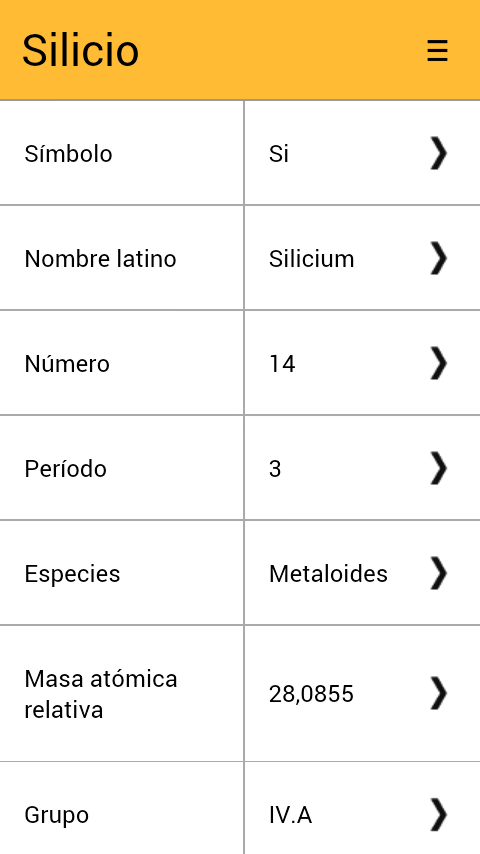 Silicio
Símbolo
Si
Nombre latino
Silicium
Número
14
Período
3
Especies
Metaloides
Masa atómica
relativa
28,0855
Grupo
IV.A